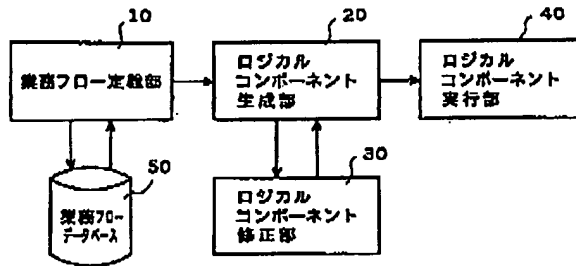 10
20
40
業務フロー定義部
ロジカル
コンポーネント
生成部
ロジカル
コンポーネント
実行部
50
30
業務フロー
データベース
ロジカル
コンポーネント
修正部